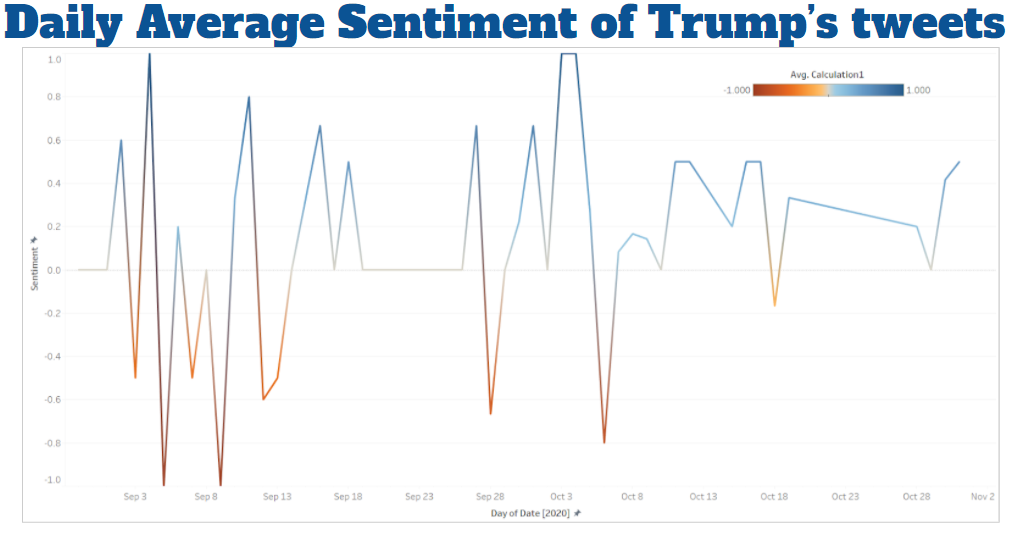 Daily Average Sentiment of Trump's tweets
Avg. Calculation1
-1.000 1.000
1.0
0.8
0.6
0.4
0.2
0.0
-0.2
-0.4
-0.6
-0.8
-1.0
Sentiment
Sep 3 Sep 8 Sep 13 Sep 18 Sep 23 Sep 28 Oct 3 Oct 8 Oct 13 Oct 18 Oct 23 Oct 28 Nov 2
Day of Date [2020]